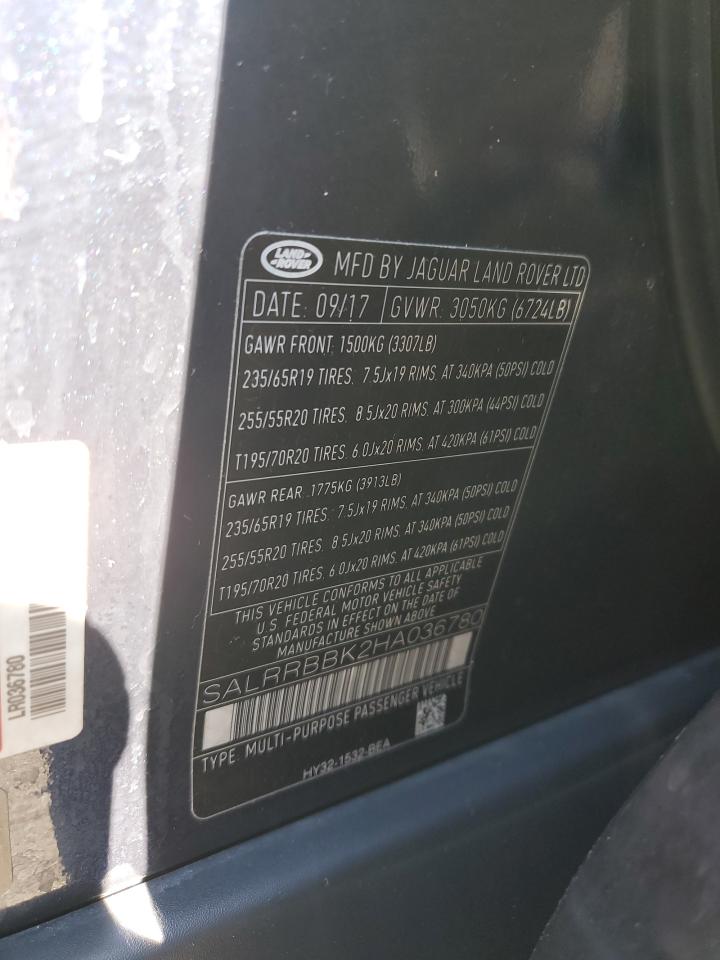 LAND
ROVER
MFD BY JAGUAR LAND ROVER LTD
DATE: 09/17 GVWR: 3050KG (6724LB)
GAWR FRONT: 1500KG (3307LB)
235/65R19 TIRES. 7.5Jx19 RIMS. AT 340KPA (50PSI) COLD
255/55R20 TIRES. 8.5Jx20 RIMS. AT 300KPA (44PSI) COLD
T195/70R20 TIRES. 6.0Jx20 RIMS. AT 420KPA (61PSI) COLD
GAWR REAR: 1775KG (3913LB)
235/65R19 TIRES. 7.5Jx19 RIMS. AT 340KPA (50PSI) COLD
255/55R20 TIRES. 8.5Jx20 RIMS. AT 340KPA (50PSI) COLD
T195/70R20 TIRES. 6.0Jx20 RIMS. AT 420KPA (61PSI) COLD
THIS VEHICLE CONFORMS TO ALL APPLICABLE
U.S. FEDERAL MOTOR VEHICLE SAFETY
STANDARDS IN EFFECT ON THE DATE OF
MANUFACTURE SHOWN ABOVE
SALRRBBK2HA036780
TYPE: MULTI-PURPOSE PASSENGER VEHICLE
HY32-1532-BEA
LR036780